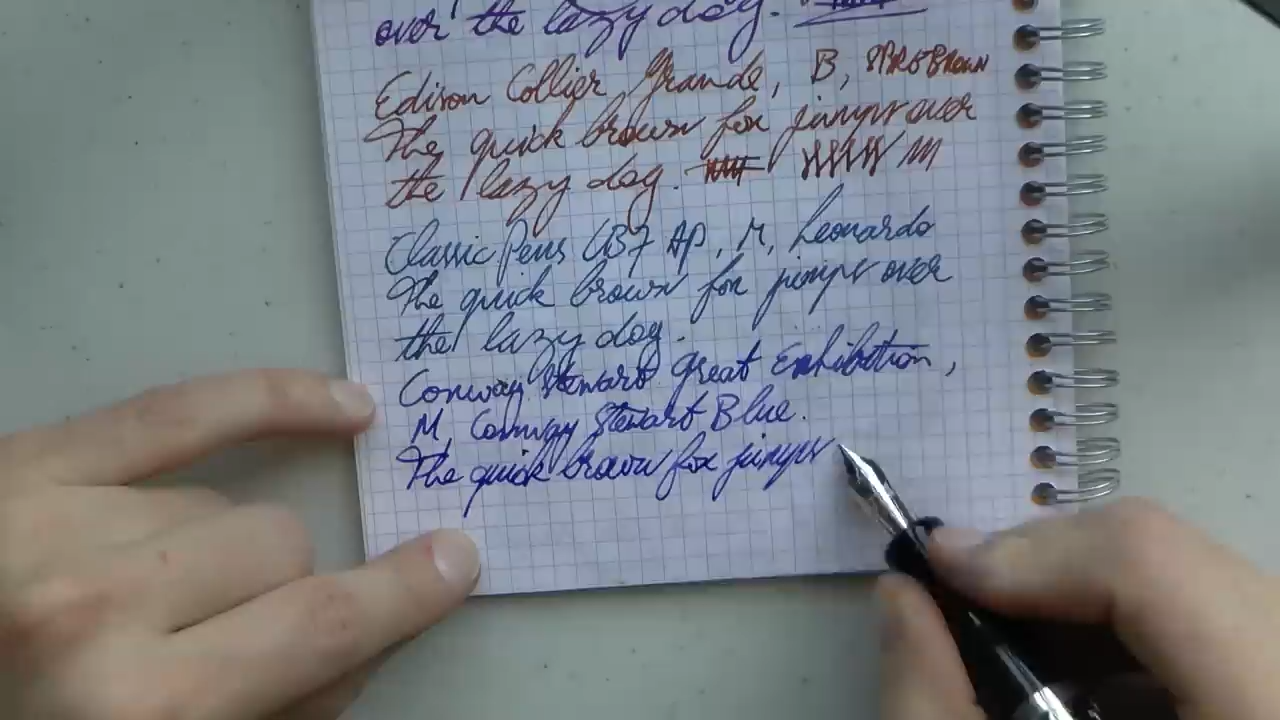 over the lazy dog.
Edison Collier Grande, B,
The quick brown fox jumps over
the lazy dog.
Classic Pens LB7 AP, M, Leonardo
The quick brown fox jumps over
the lazy dog.
Conway Stewart Great Exhibition,
M, Conway Stewart Blue.
The quick brown fox jumps